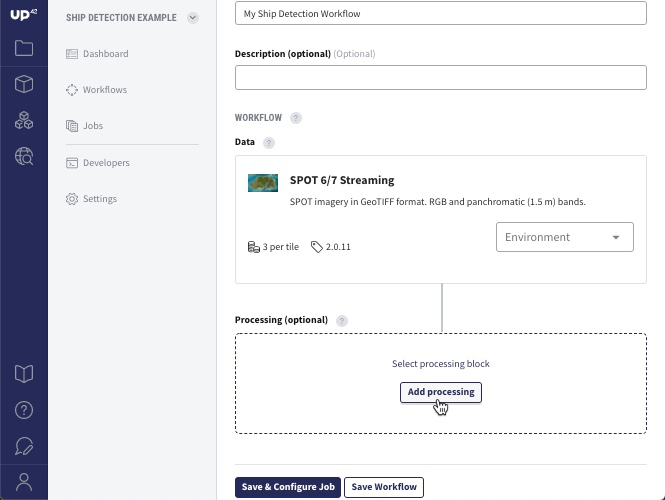 up42
SHIP DETECTION EXAMPLE
Dashboard
Workflows
Jobs
Developers
Settings
My Ship Detection Workflow
Description (optional) (Optional)
WORKFLOW ?
Data ?
SPOT 6/7 Streaming
SPOT imagery in GeoTIFF format. RGB and panchromatic (1.5 m) bands.
3 per tile 2.0.11
Environment
Processing (optional) ?
Select processing block
Add processing
Save & Configure Job Save Workflow